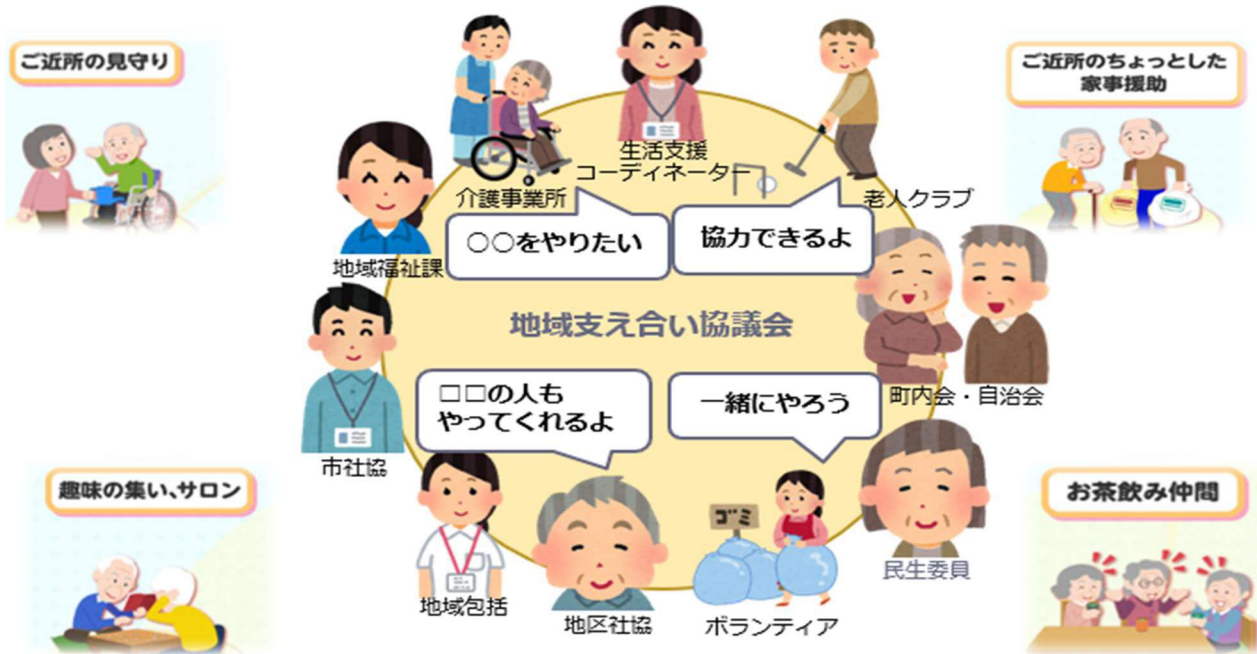 ご近所の見守り
ご近所のちょっとした
家事援助
生活支援
コーディネーター
介護事業所
老人クラブ
○○をやりたい
協力できるよ
地域福祉課
地域支え合い協議会
□□の人も
やってくれるよ
一緒にやろう
町内会・自治会
市社協
趣味の集い、サロン
お茶飲み仲間
ゴミ
民生委員
地域包括
地区社協
ボランティア